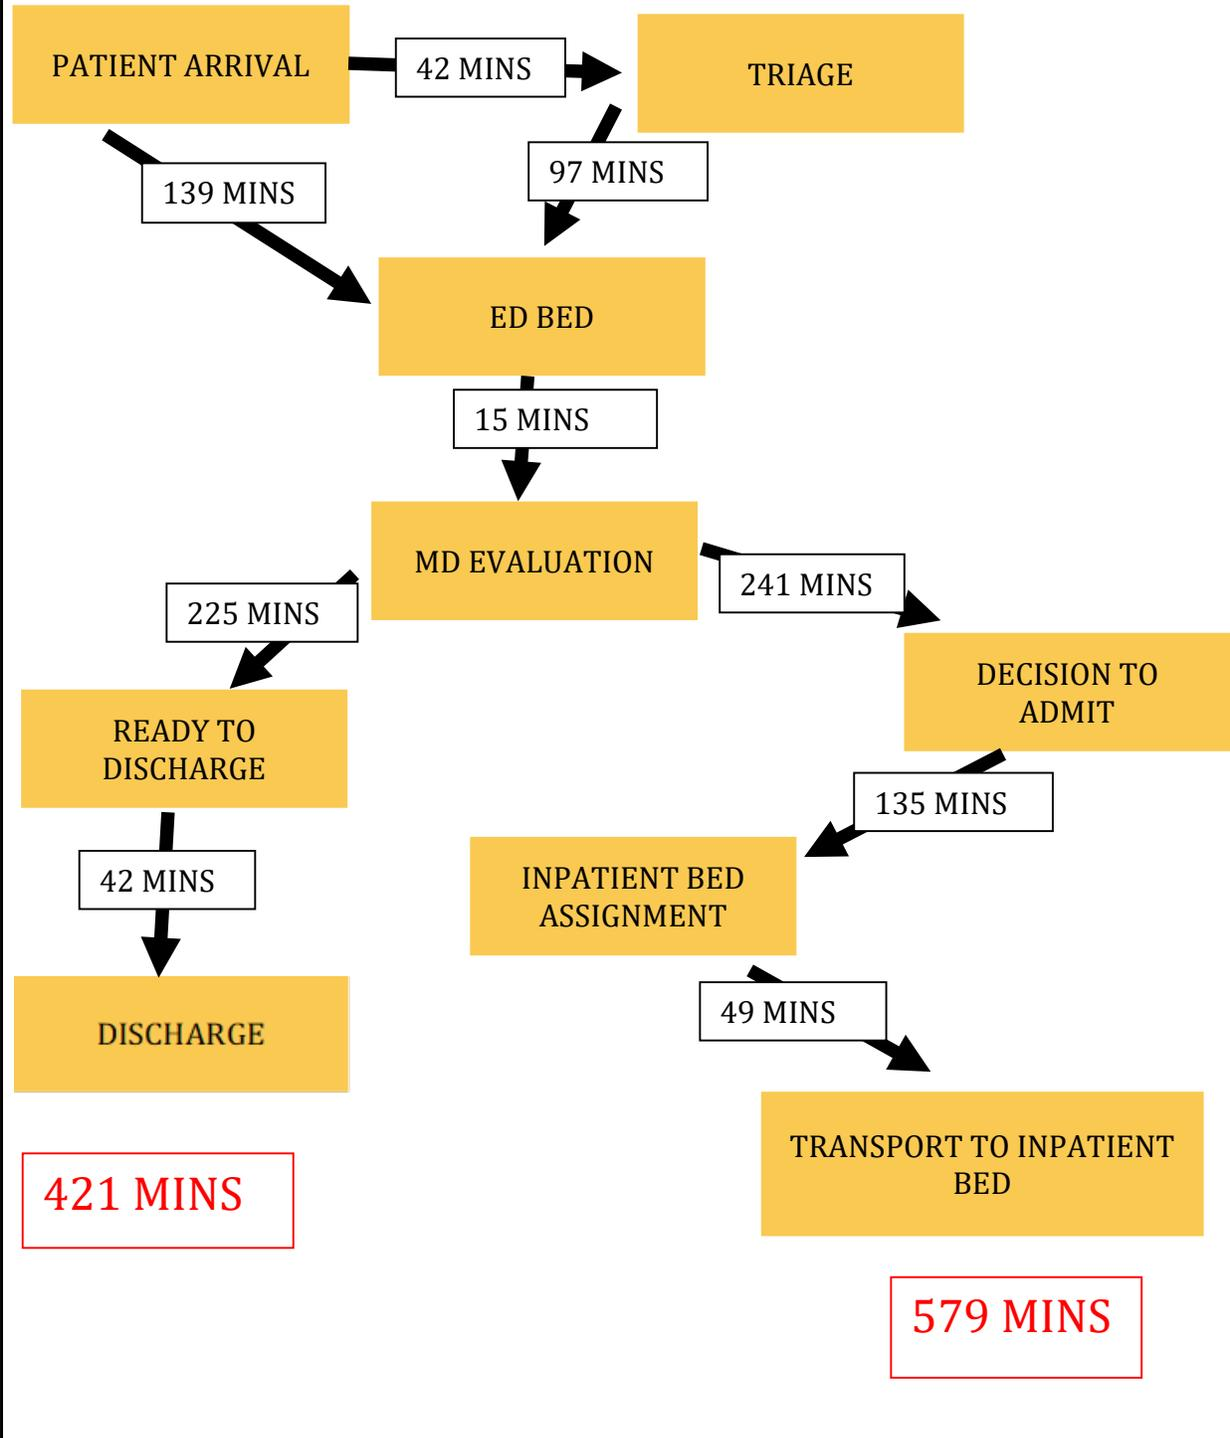 PATIENT ARRIVAL
42 MINS
TRIAGE
139 MINS
97 MINS
ED BED
15 MINS
MD EVALUATION
225 MINS
241 MINS
READY TO
DISCHARGE
DECISION TO
ADMIT
42 MINS
135 MINS
INPATIENT BED
ASSIGNMENT
DISCHARGE
49 MINS
TRANSPORT TO INPATIENT
BED
421 MINS
579 MINS